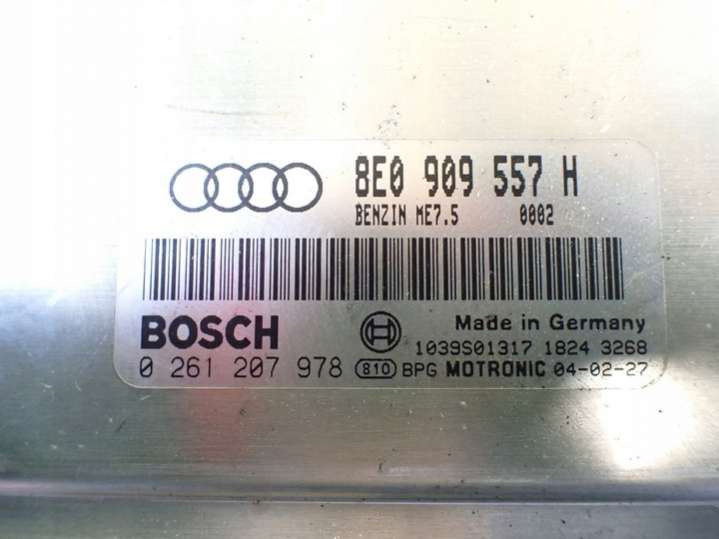 8E0 909 557 H
BENZIN ME7.5 0002
BOSCH
Made in Germany
1039S01317 1824 3268
0 261 207 978 810 BPG MOTRONIC 04-02-27